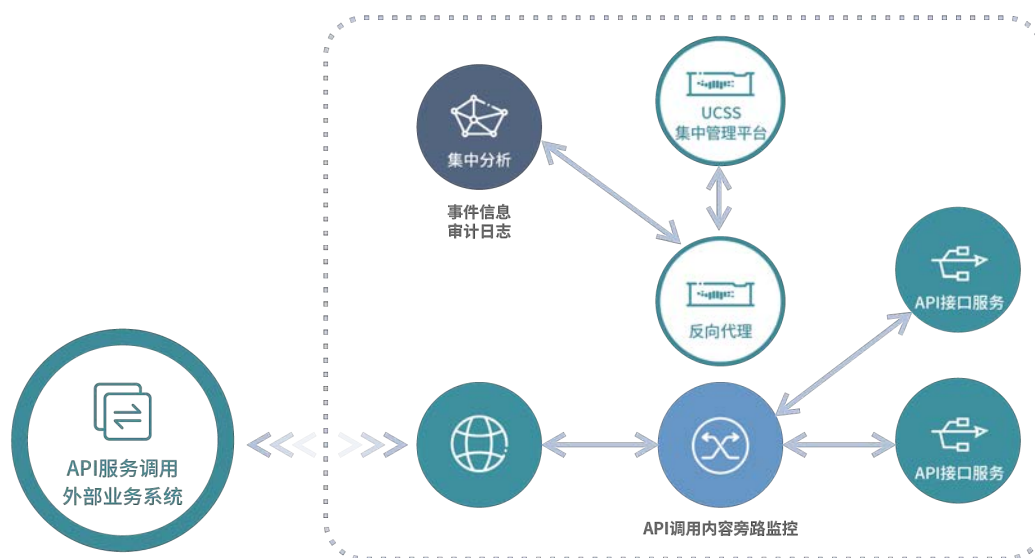 UCSS
集中管理平台
集中分析
事件信息
审计日志
API接口服务
反向代理
API服务调用
外部业务系统
API接口服务
API调用内容旁路监控